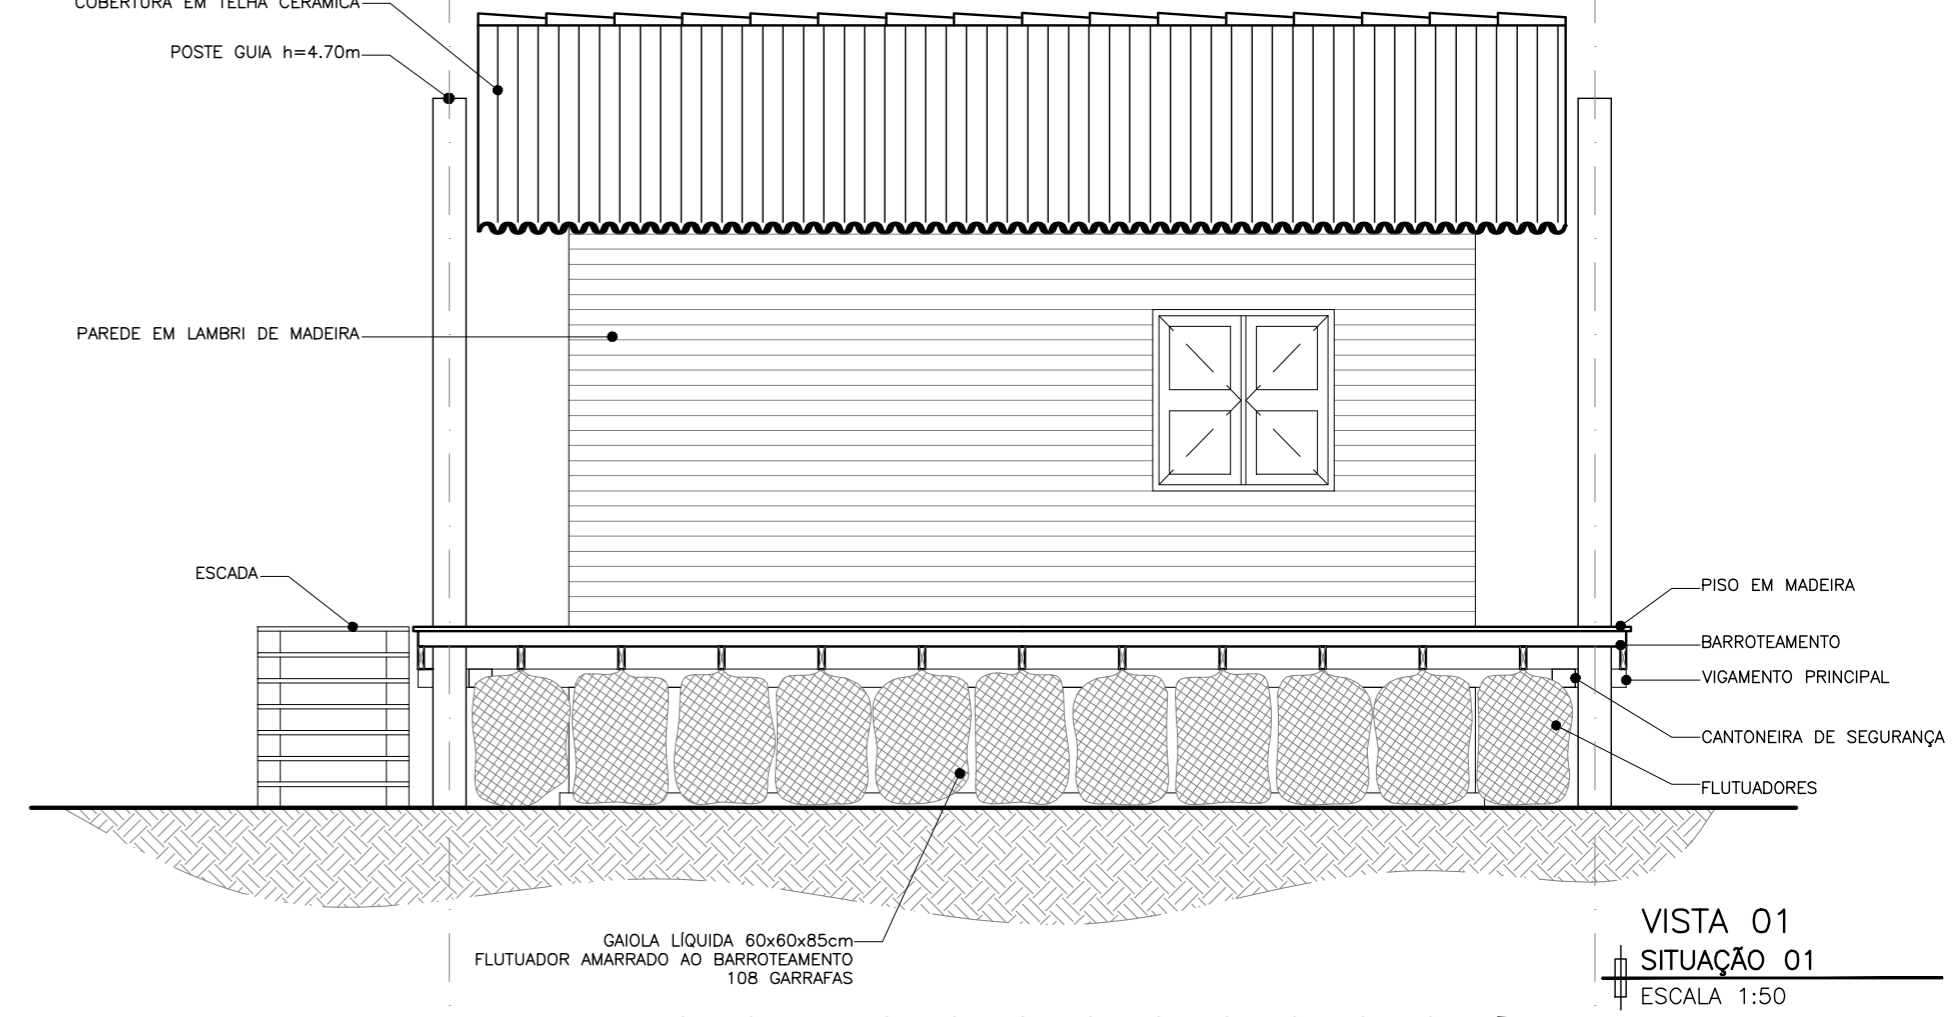 COBERTURA EM TELHA CERÂMICA
POSTE GUIA h=4.70m
PAREDE EM LAMBRI DE MADEIRA
ESCADA
PISO EM MADEIRA
BARROTEAMENTO
VIGAMENTO PRINCIPAL
CANTONEIRA DE SEGURANÇA
FLUTUADORES
GAIOLA LÍQUIDA 60x60x85cm
FLUTUADOR AMARRADO AO BARROTEAMENTO
108 GARRAFAS
VISTA 01
SITUAÇÃO 01
ESCALA 1:50